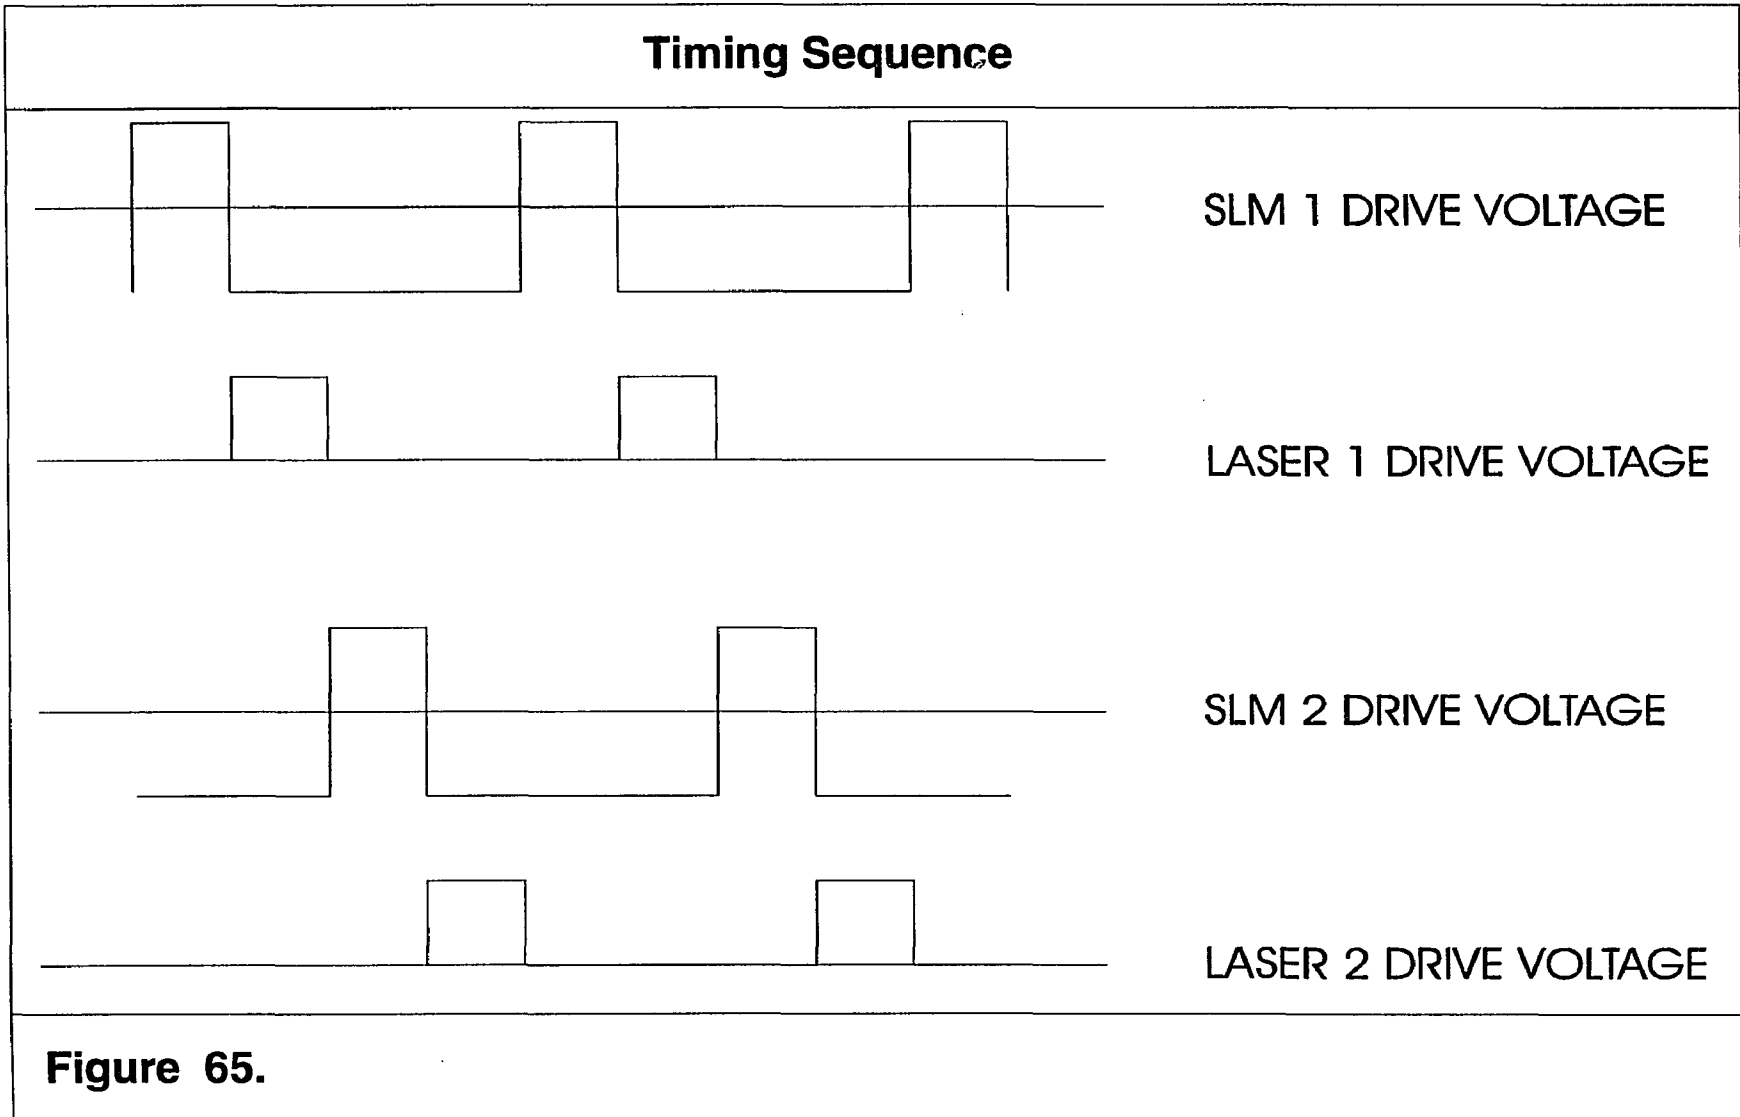 Timing Sequence
SLM 1 DRIVE VOLTAGE
LASER 1 DRIVE VOLTAGE
SLM 2 DRIVE VOLTAGE
LASER 2 DRIVE VOLTAGE
Figure 65.